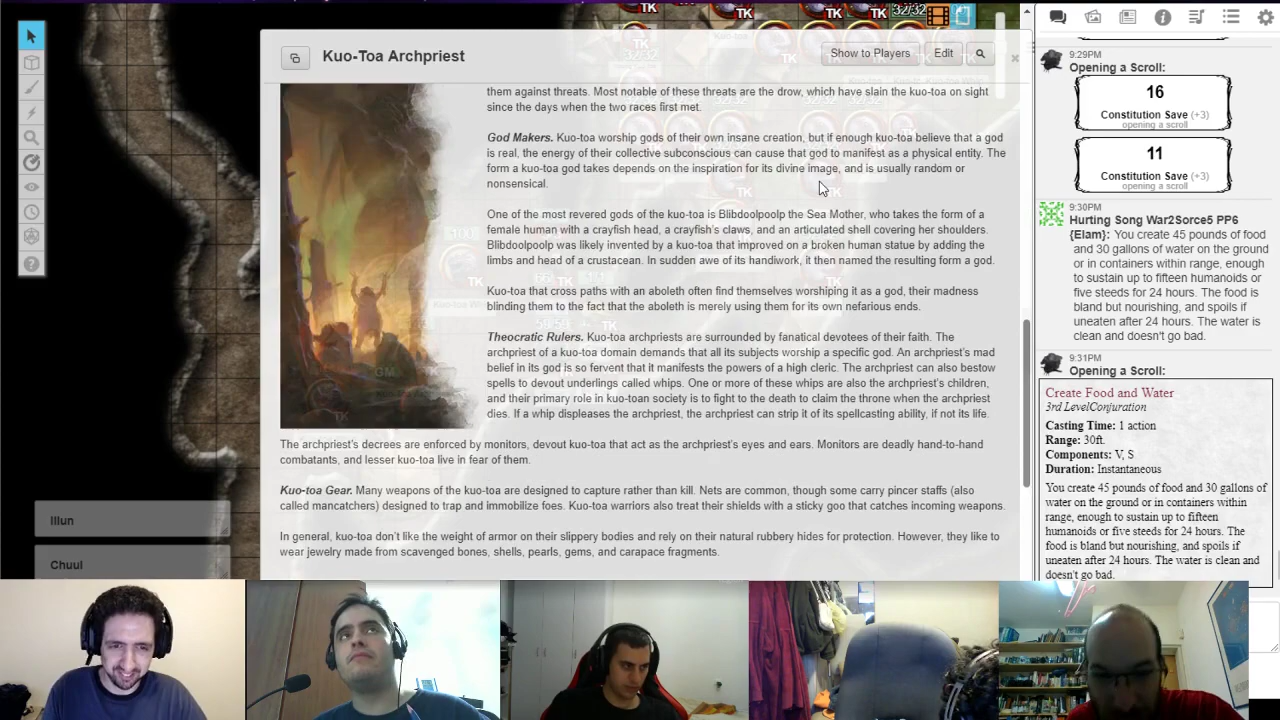 TK
TK
TK
TK
32/32
Kuo-Toa Archpriest
Show to Players
Edit
them against threats. Most notable of these threats are the drow, which have slain the kuo-toa on sight
since the days when the two races first met.
God Makers. Kuo-toa worship gods of their own insane creation, but if enough kuo-toa believe that a god
is real, the energy of their collective subconscious can cause that god to manifest as a physical entity. The
form a kuo-toa god takes depends on the inspiration for its divine image, and is usually random or
nonsensical.
One of the most revered gods of the kuo-toa is Blibdoolpoolp the Sea Mother, who takes the form of a
female human with a crayfish head, a crayfish's claws, and an articulated shell covering her shoulders.
Blibdoolpoolp was likely invented by a kuo-toa that improved on a broken human statue by adding the
limbs and head of a crustacean. In sudden awe of its handiwork, it then named the resulting form a god.
Kuo-toa that cross paths with an aboleth often find themselves worshiping it as a god, their madness
blinding them to the fact that the aboleth is merely using them for its own nefarious ends.
Theocratic Rulers. Kuo-toa archpriests are surrounded by fanatical devotees of their faith. The
archpriest of a kuo-toa domain demands that all its subjects worship a specific god. An archpriest's mad
belief in its god is so fervent that it manifests the powers of a high cleric. The archpriest can also bestow
spells to devout underlings called whips. One or more of these whips are also the archpriest's children,
and their primary role in kuo-toan society is to fight to the death to claim the throne when the archpriest
dies. If a whip displeases the archpriest, the archpriest can strip it of its spellcasting ability, if not its life.
GM
TK
The archpriest's decrees are enforced by monitors, devout kuo-toa that act as the archpriest's eyes and ears. Monitors are deadly hand-to-hand
combatants, and lesser kuo-toa live in fear of them.
Kuo-toa Gear. Many weapons of the kuo-toa are designed to capture rather than kill. Nets are common, though some carry pincer staffs (also
called mancatchers) designed to trap and immobilize foes. Kuo-toa warriors also treat their shields with a sticky goo that catches incoming weapons.
In general, kuo-toa don't like the weight of armor on their slippery bodies and rely on their natural rubbery hides for protection. However, they like to
wear jewelry made from scavenged bones, shells, pearls, gems, and carapace fragments.
Illun
Chuul
9:29PM
Opening a Scroll:
16
Constitution Save (+3)
opening a scroll
11
Constitution Save (+3)
opening a scroll
9:30PM
Hurting Song War2Sorce5 PP6
{Elam}: You create 45 pounds of food
and 30 gallons of water on the ground
or in containers within range, enough
to sustain up to fifteen humanoids or
five steeds for 24 hours. The food is
bland but nourishing, and spoils if
uneaten after 24 hours. The water is
clean and doesn't go bad.
9:31PM
Opening a Scroll:
Create Food and Water
3rd LevelConjuration
Casting Time: 1 action
Range: 30ft.
Components: V, S
Duration: Instantaneous
You create 45 pounds of food and 30 gallons of
water on the ground or in containers within
range, enough to sustain up to fifteen
humanoids or five steeds for 24 hours. The
food is bland but nourishing, and spoils if
uneaten after 24 hours. The water is clean and
doesn't go bad.